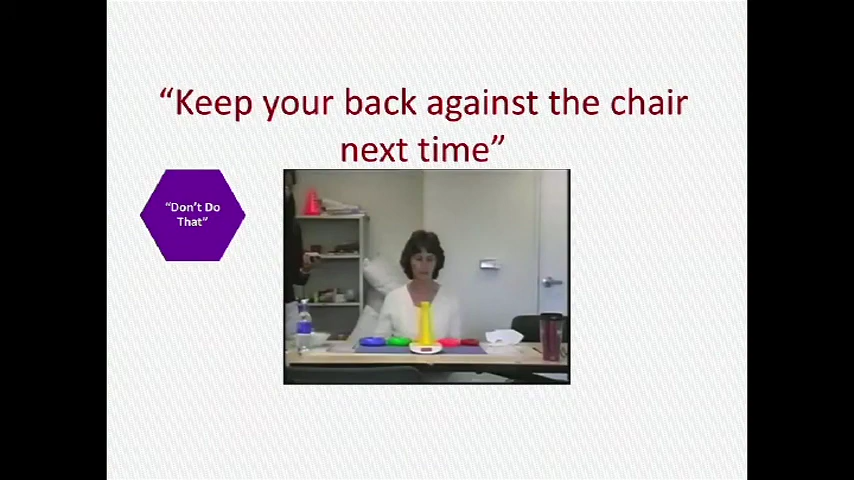 “Keep your back against the chair
next time”
“Don’t Do
That”